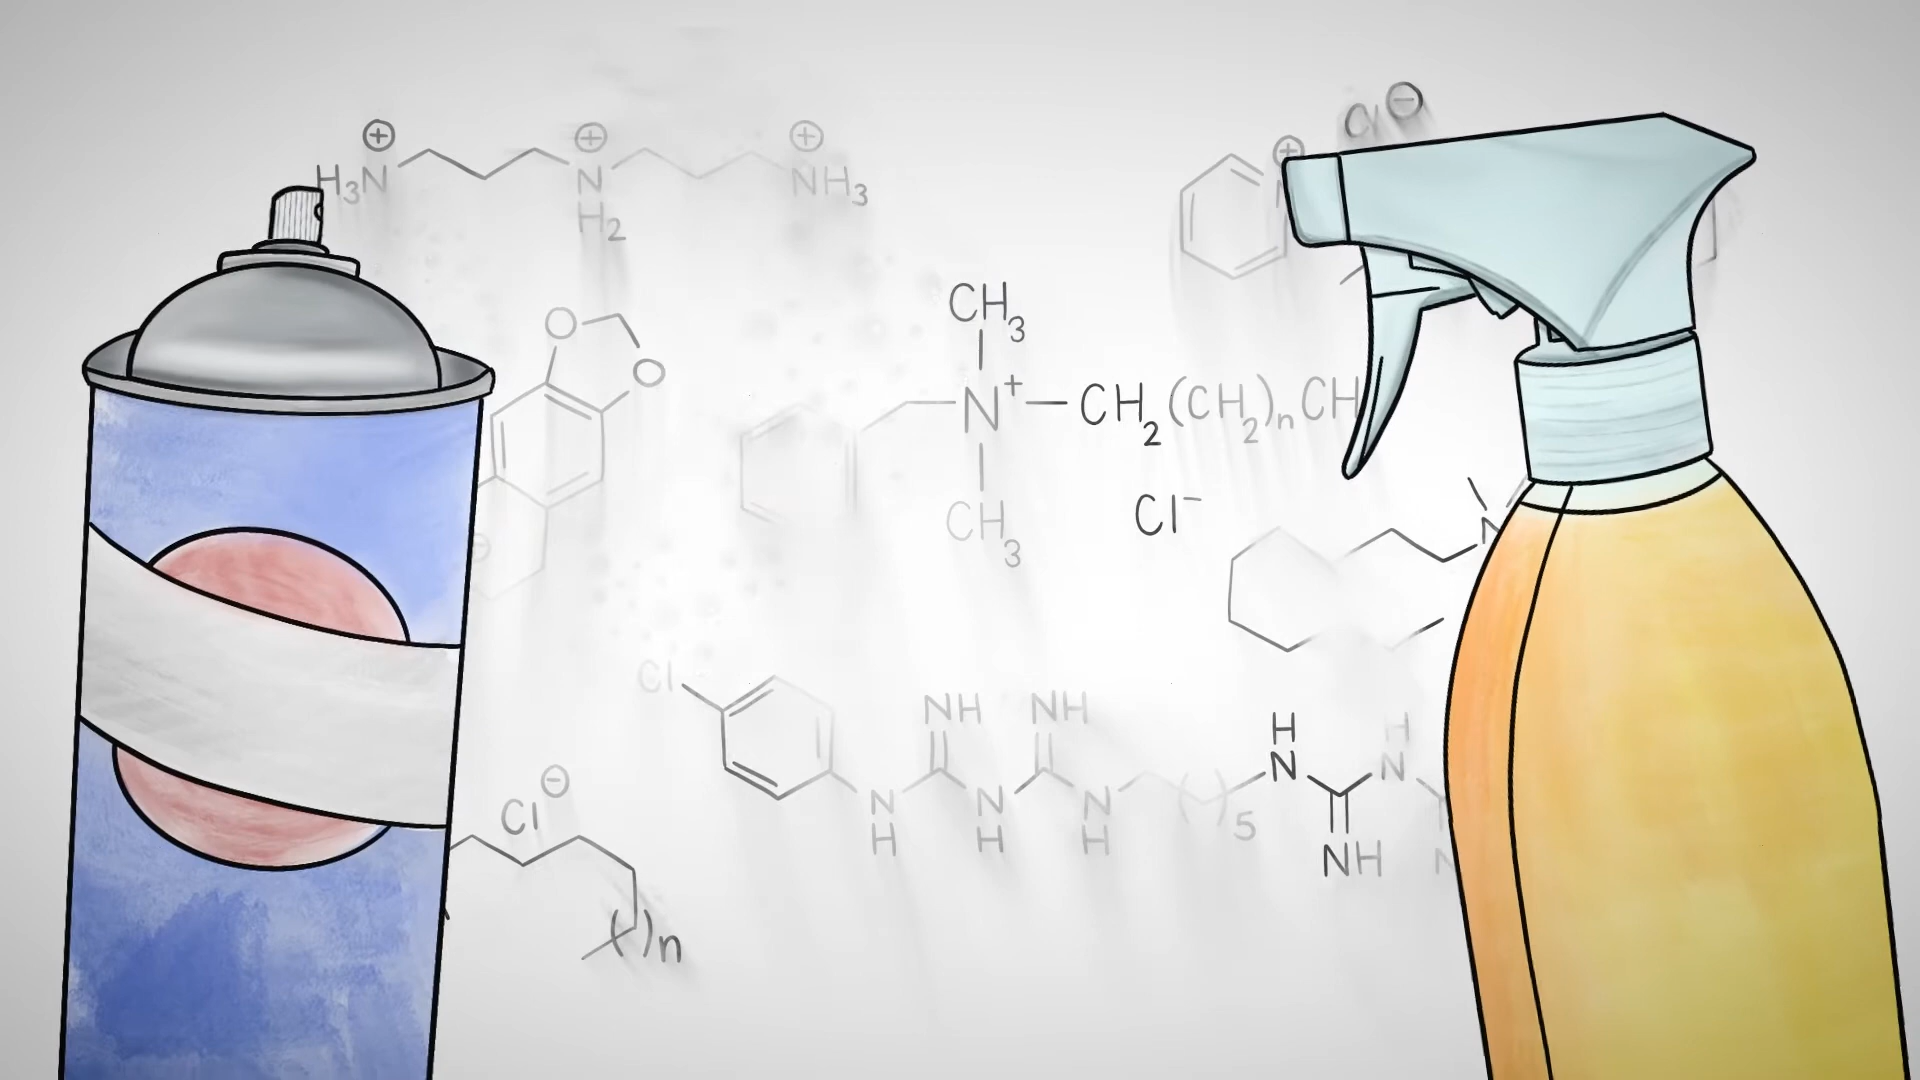 Cl⊖
H₃N⊕ N⊕ H₂ ⊕NH₃
⊕
O
O
CH₃
N⁺—CH₂(CH₂)ₙCH
CH₃
Cl⁻
N
Cl
NH NH
N H N H N H ( )5
H N H N
NH
N
Cl⊖
( )n